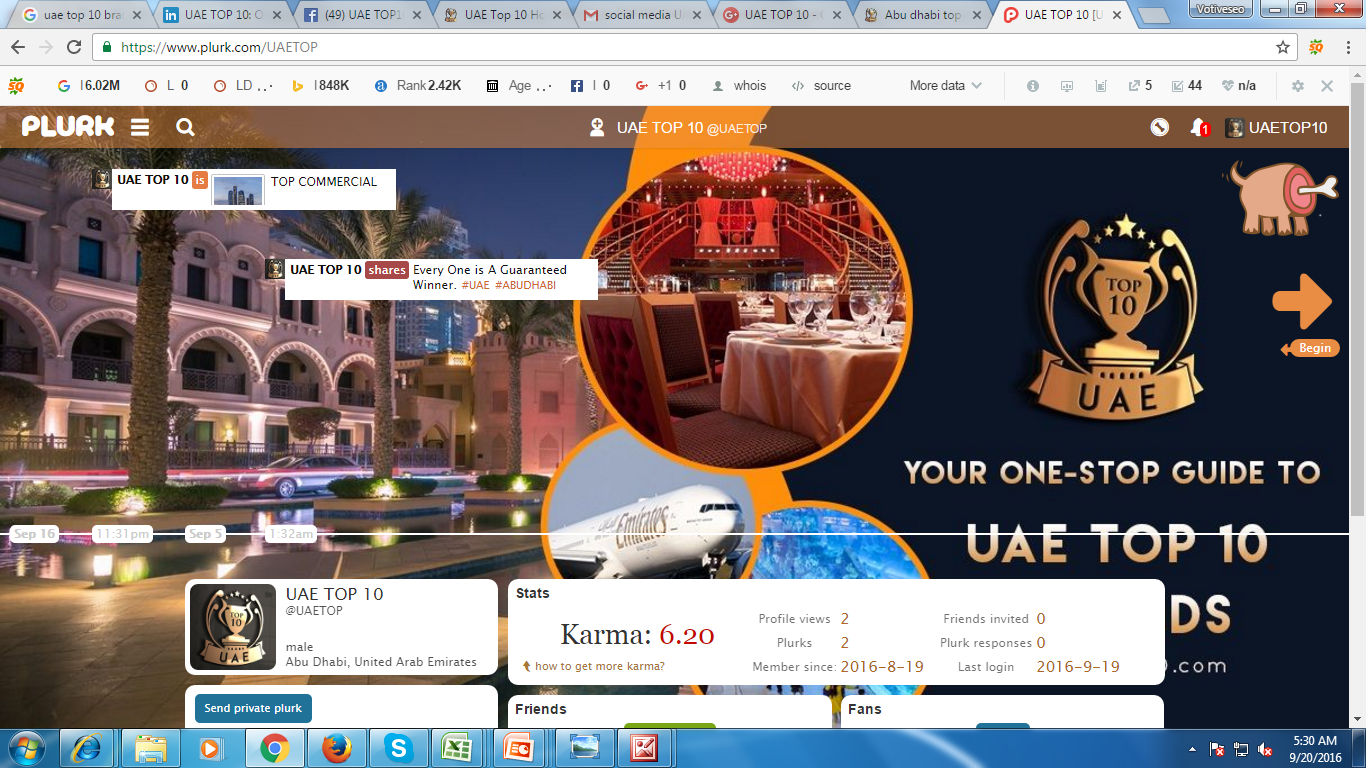 uae top 10 bra
UAE TOP 10: O
(49) UAE TOP1
UAE Top 10 Ho
social media U
UAE TOP 10 - 
Abu dhabi top
UAE TOP 10 [U
Votiveseo
https://www.plurk.com/UAETOP
SQ
I 6.02M
L 0
LD
I 848K
Rank 2.42K
Age
I 0
+1 0
whois
source
More data
5
44
n/a
PLURK
UAE TOP 10 @UAETOP
1
UAETOP10
UAE TOP 10 is TOP COMMERCIAL
UAE TOP 10 shares Every One is A Guaranteed
Winner. #UAE #ABUDHABI
TOP
10
UAE
Begin
YOUR ONE-STOP GUIDE TO
UAE TOP 10
Emirates
Sep 16
11:31pm
Sep 5
1:32am
NDS
.com
TOP
10
UAE
UAE TOP 10
@UAETOP
male
Abu Dhabi, United Arab Emirates
Send private plurk
Stats
Karma: 6.20
how to get more karma?
Profile views 2
Friends invited 0
Plurks 2
Plurk responses 0
Member since: 2016-8-19
Last login 2016-9-19
Friends
Fans
5:30 AM
9/20/2016